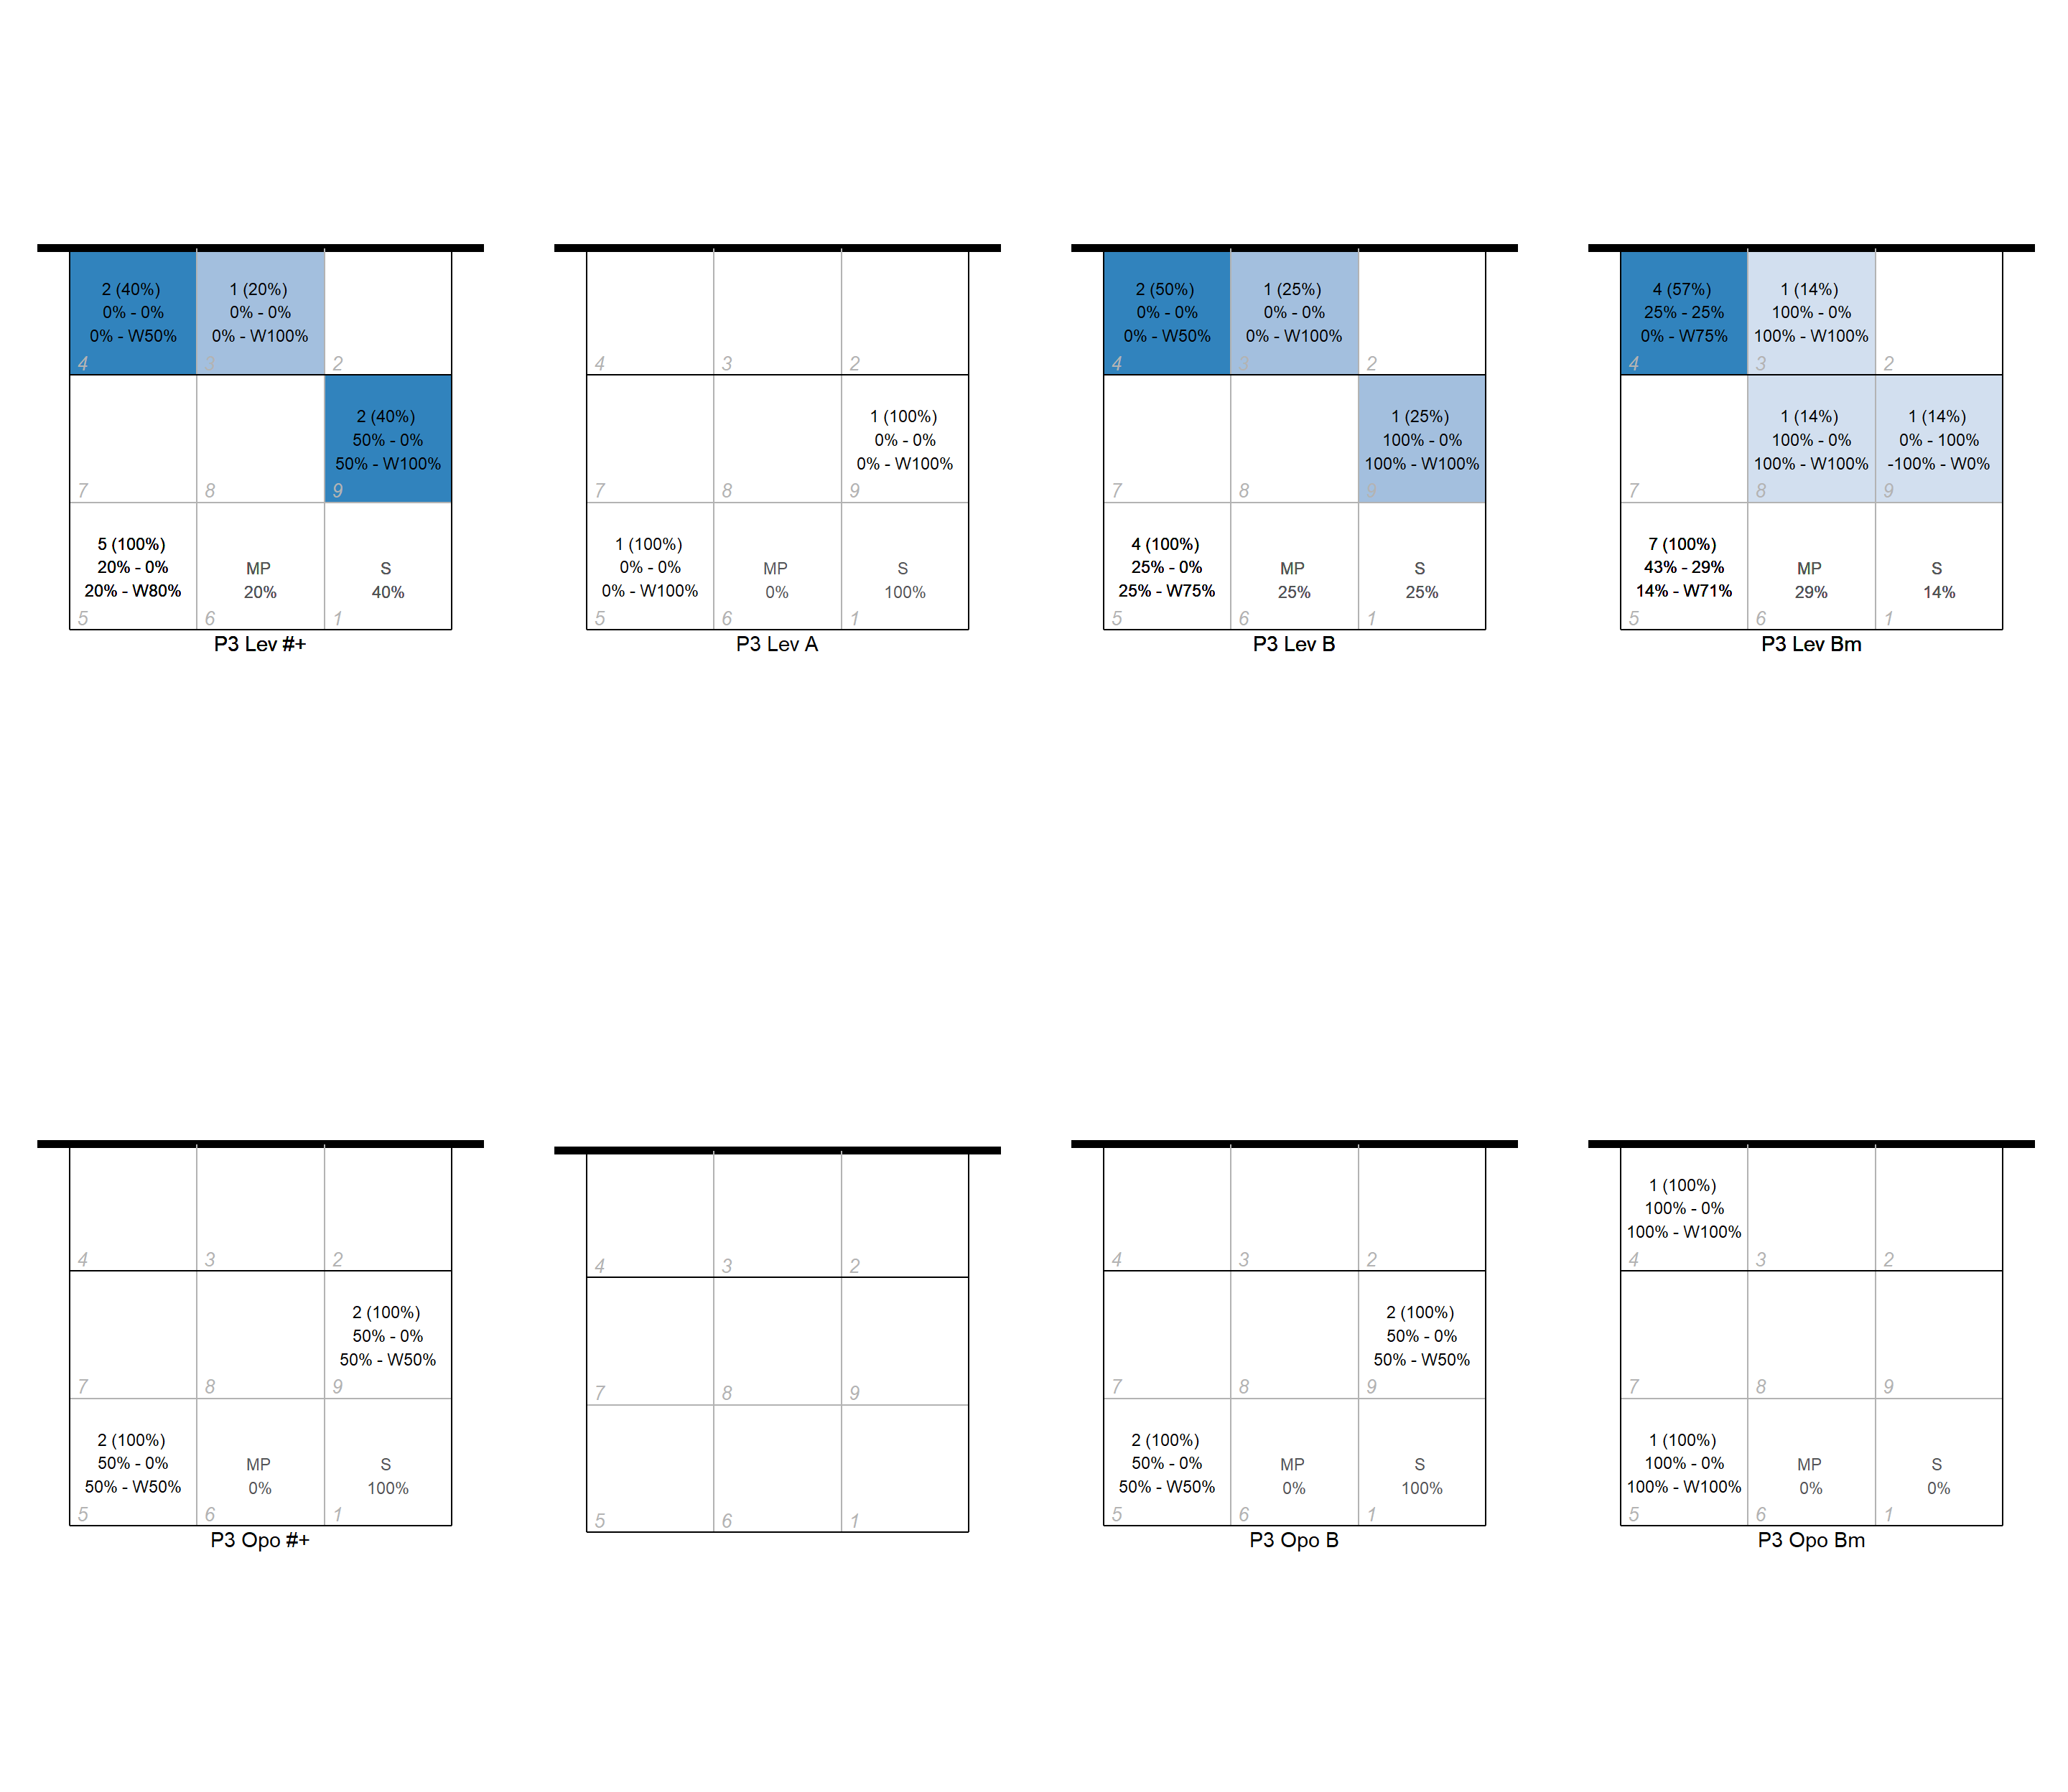 2 (40%)
0% - 0%
0% - W50%
4
1 (20%)
0% - 0%
0% - W100%
3
2
7
8
2 (40%)
50% - 0%
50% - W100%
9
5 (100%)
20% - 0%
20% - W80%
5
MP
20%
6
S
40%
1
P3 Lev #+
4
3
2
7
8
1 (100%)
0% - 0%
0% - W100%
9
1 (100%)
0% - 0%
0% - W100%
5
MP
0%
6
S
100%
1
P3 Lev A
2 (50%)
0% - 0%
0% - W50%
4
1 (25%)
0% - 0%
0% - W100%
3
2
7
8
1 (25%)
100% - 0%
100% - W100%
9
4 (100%)
25% - 0%
25% - W75%
5
MP
25%
6
S
25%
1
P3 Lev B
4 (57%)
25% - 25%
0% - W75%
4
1 (14%)
100% - 0%
100% - W100%
3
2
7
1 (14%)
100% - 0%
100% - W100%
8
1 (14%)
0% - 100%
-100% - W0%
9
7 (100%)
43% - 29%
14% - W71%
5
MP
29%
6
S
14%
1
P3 Lev Bm
4
3
2
7
8
2 (100%)
50% - 0%
50% - W50%
9
2 (100%)
50% - 0%
50% - W50%
5
MP
0%
6
S
100%
1
P3 Opo #+
4
3
2
7
8
9
5
6
1
4
3
2
7
8
2 (100%)
50% - 0%
50% - W50%
9
2 (100%)
50% - 0%
50% - W50%
5
MP
0%
6
S
100%
1
P3 Opo B
1 (100%)
100% - 0%
100% - W100%
4
3
2
7
8
9
1 (100%)
100% - 0%
100% - W100%
5
MP
0%
6
S
0%
1
P3 Opo Bm